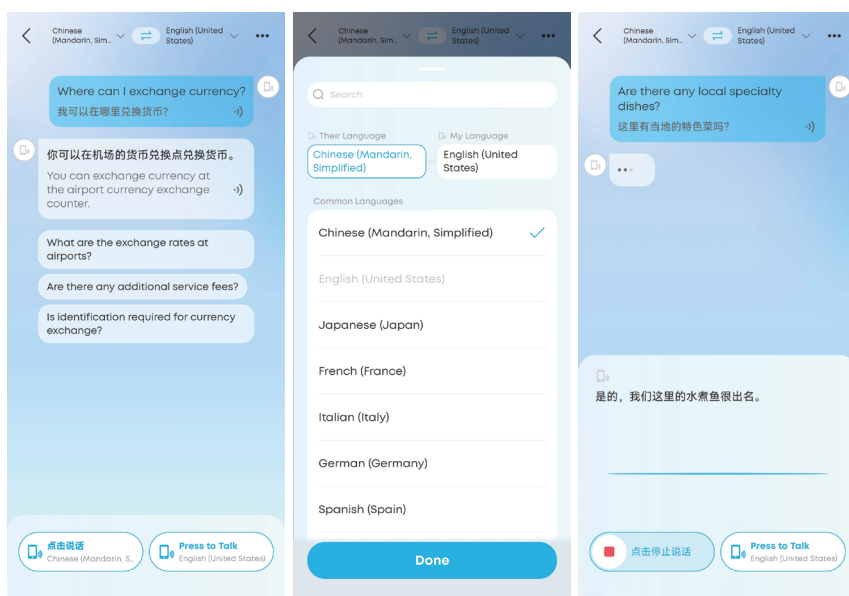 Chinese
(Mandarin, Sim..
English (United
States)
Where can I exchange currency?
我可以在哪里兑换货币?
你可以在机场的货币兑换点兑换货币。
You can exchange currency at
the airport currency exchange
counter.
What are the exchange rates at
airports?
Are there any additional service fees?
Is identification required for currency
exchange?
点击说话
Chinese (Mandarin, S..
Press to Talk
English (United States)
Chinese
(Mandarin, Sim..
English (United
States)
Search
Their Language
My Language
Chinese (Mandarin,
Simplified)
English (United
States)
Common Languages
Chinese (Mandarin, Simplified)
English (United States)
Japanese (Japan)
French (France)
Italian (Italy)
German (Germany)
Spanish (Spain)
Done
Chinese
(Mandarin, Sim..
English (United
States)
Are there any local specialty
dishes?
这里有当地的特色菜吗?
是的，我们这里的水煮鱼很出名。
点击停止说话
Press to Talk
English (United States)